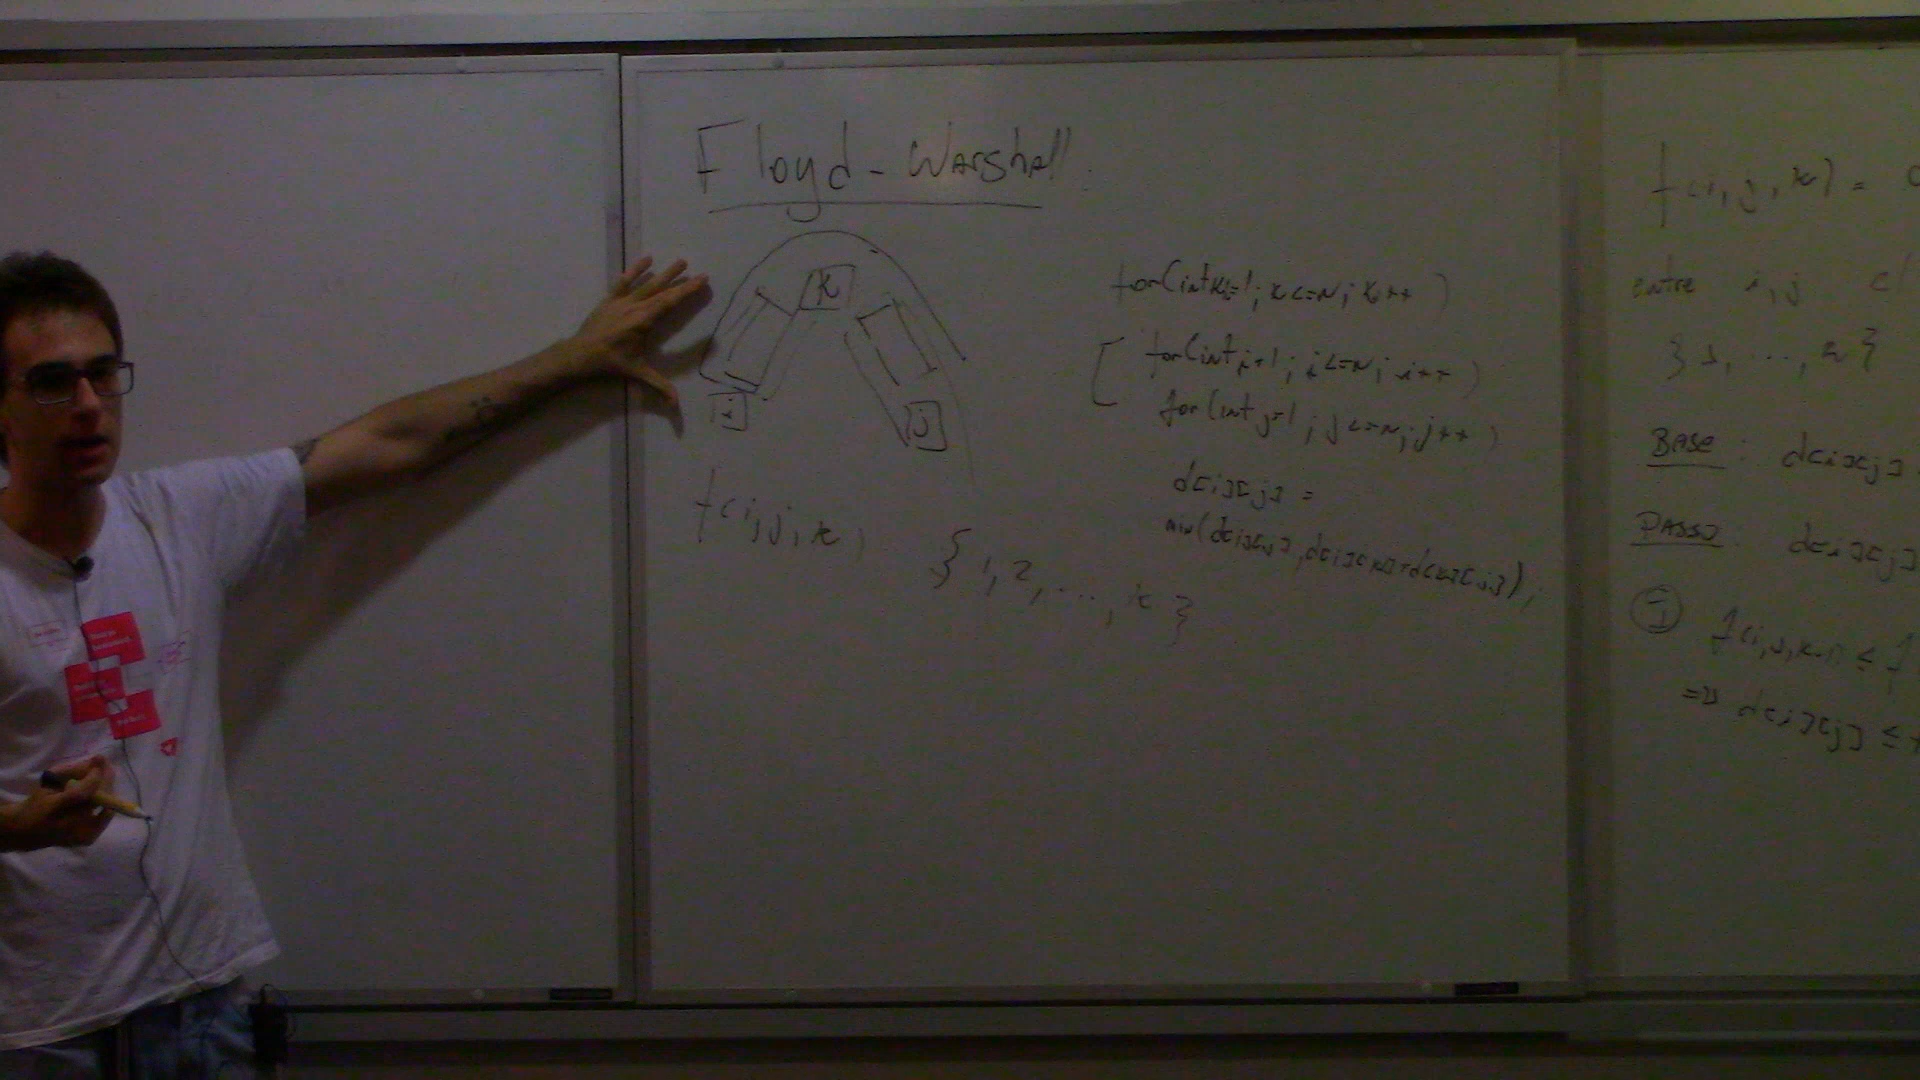 Floyd-Warshall
k
i
j
f(i,j,k)
{1,2,...,k}
for(int k=1; k<=n; k++)
for(int i=1; i<=n; i++)
for(int j=1; j<=n; j++)
d[i][j] =
min(d[i][j],d[i][k]+d[k][j]);
f(i,j,k) =
entre i,j c/
}1,...,k}
BASE: d[i][j]
PASSO: d[i][j]
I f(i,j,k-1) ≤ f
=> d[i][j] ≤